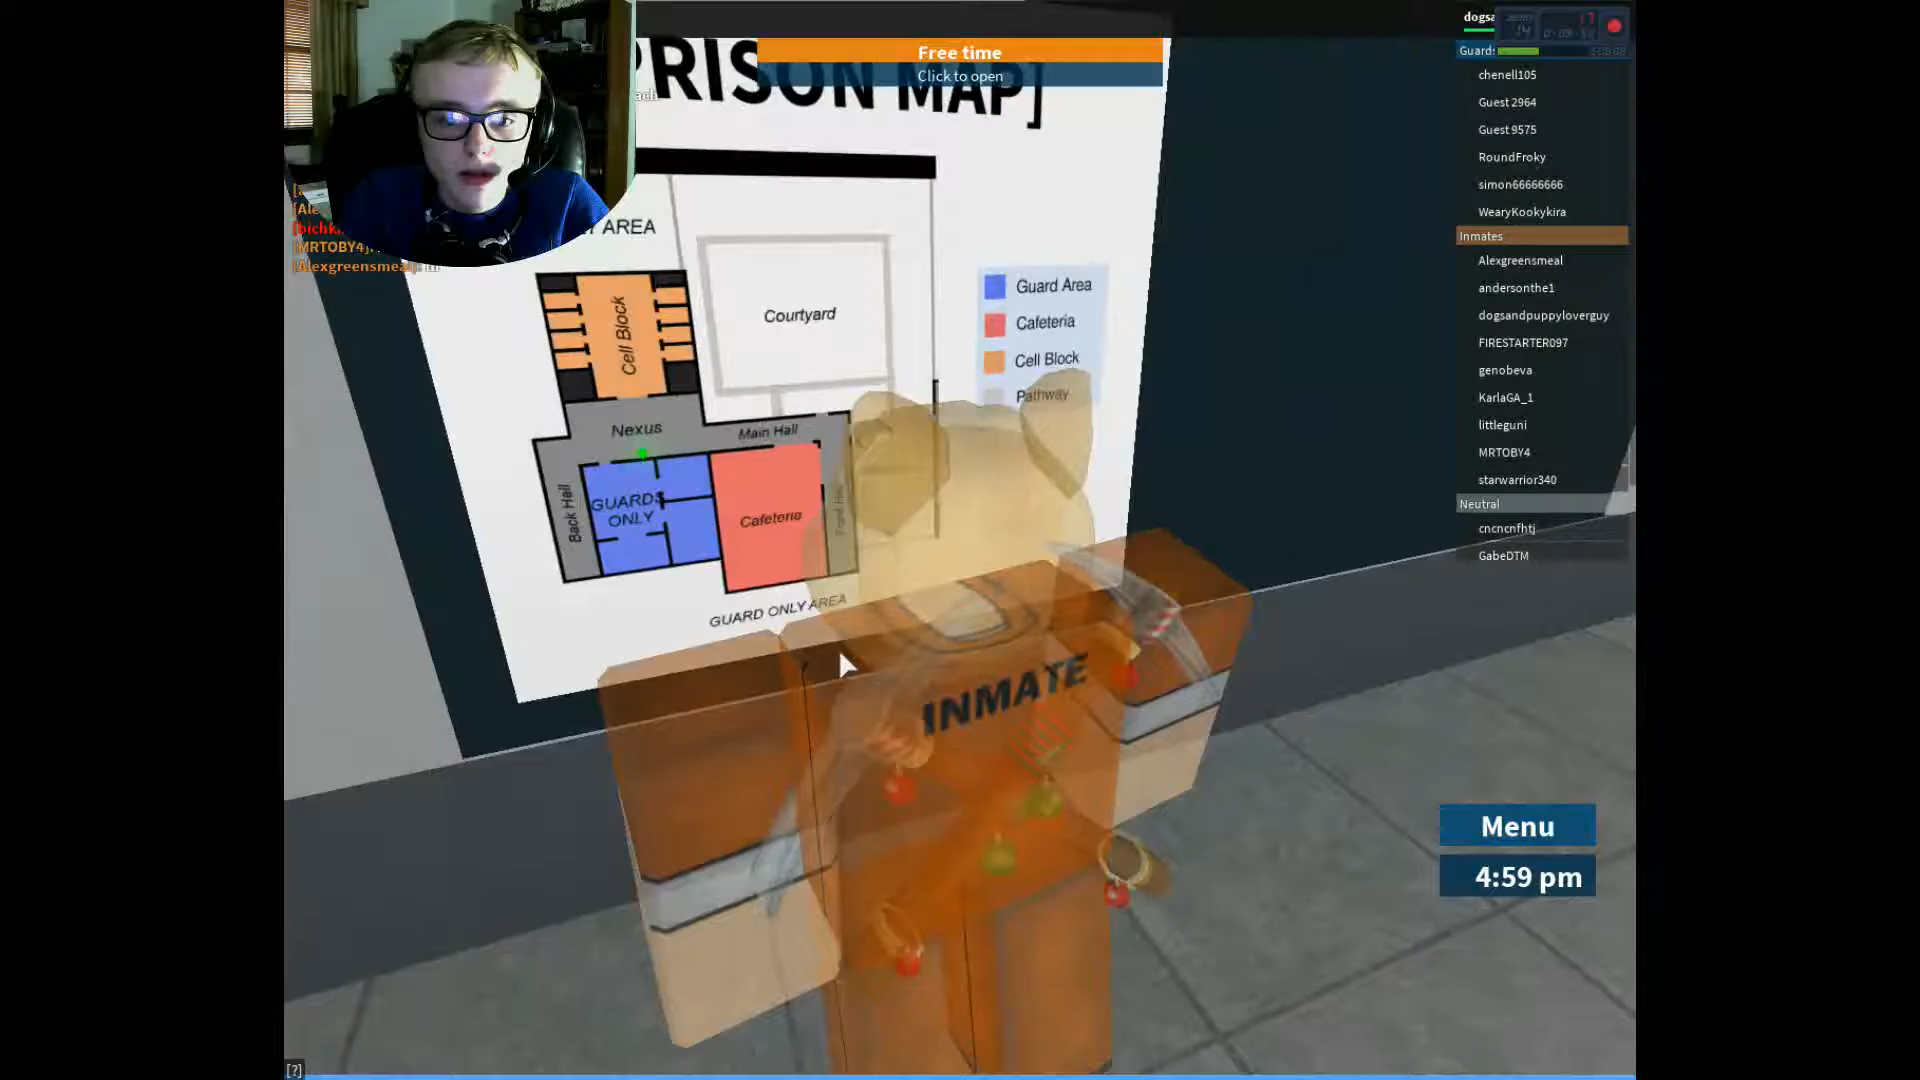 Free time
Click to open
PRISON MAP]
ach
[MRTOBY4]:
[Alexgreensmeal]:
AREA
Courtyard
Cell Block
Nexus
Main Hall
Back Hall
GUARDS
ONLY
Cafeteria
GUARD ONLY AREA
Guard Area
Cafeteria
Cell Block
Pathway
INMATE
dogsa
Guards
chenell105
Guest 2964
Guest 9575
RoundFroky
simon66666666
WearyKookykira
Inmates
Alexgreensmeal
andersonthe1
dogsandpuppyloverguy
FIRESTARTER097
genobeva
KarlaGA_1
littleguni
MRTOBY4
starwarrior340
Neutral
cncncnfhtj
GabeDTM
Menu
4:59 pm
[?]